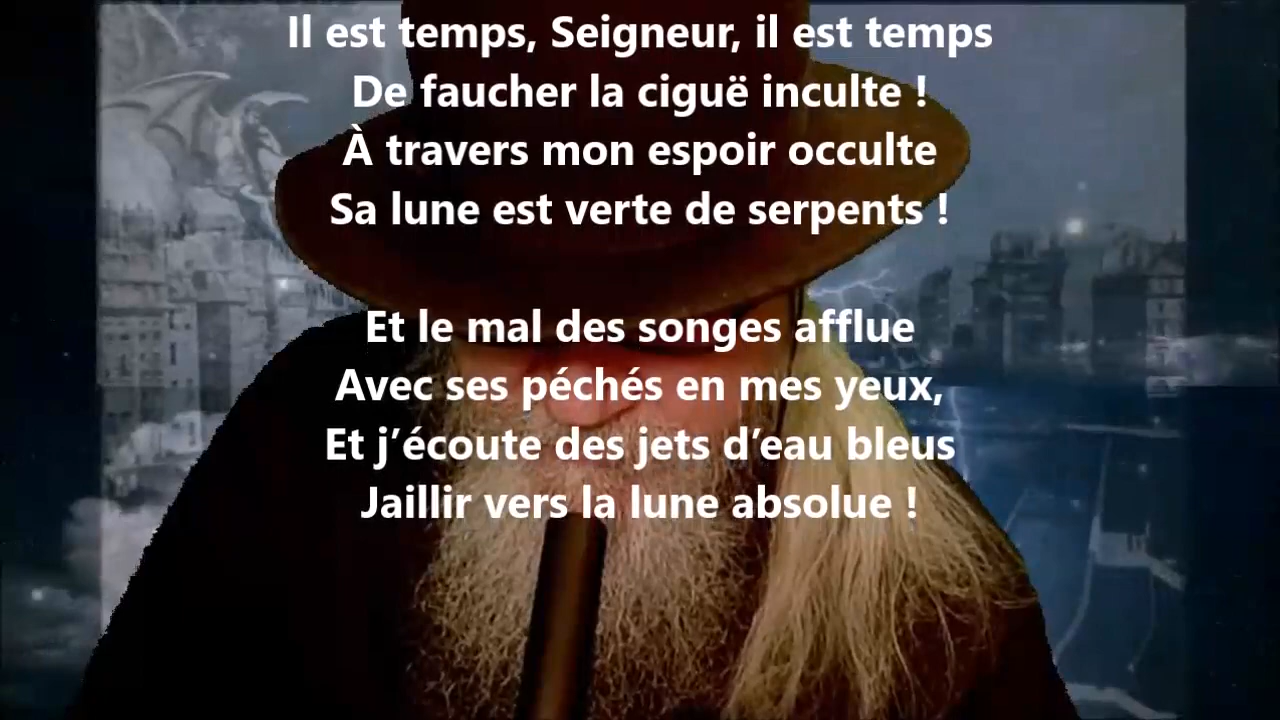 Il est temps, Seigneur, il est temps
De faucher la ciguë inculte !
À travers mon espoir occulte
Sa lune est verte de serpents !
Et le mal des songes afflue
Avec ses péchés en mes yeux,
Et j’écoute des jets d’eau bleus
Jaillir vers la lune absolue !